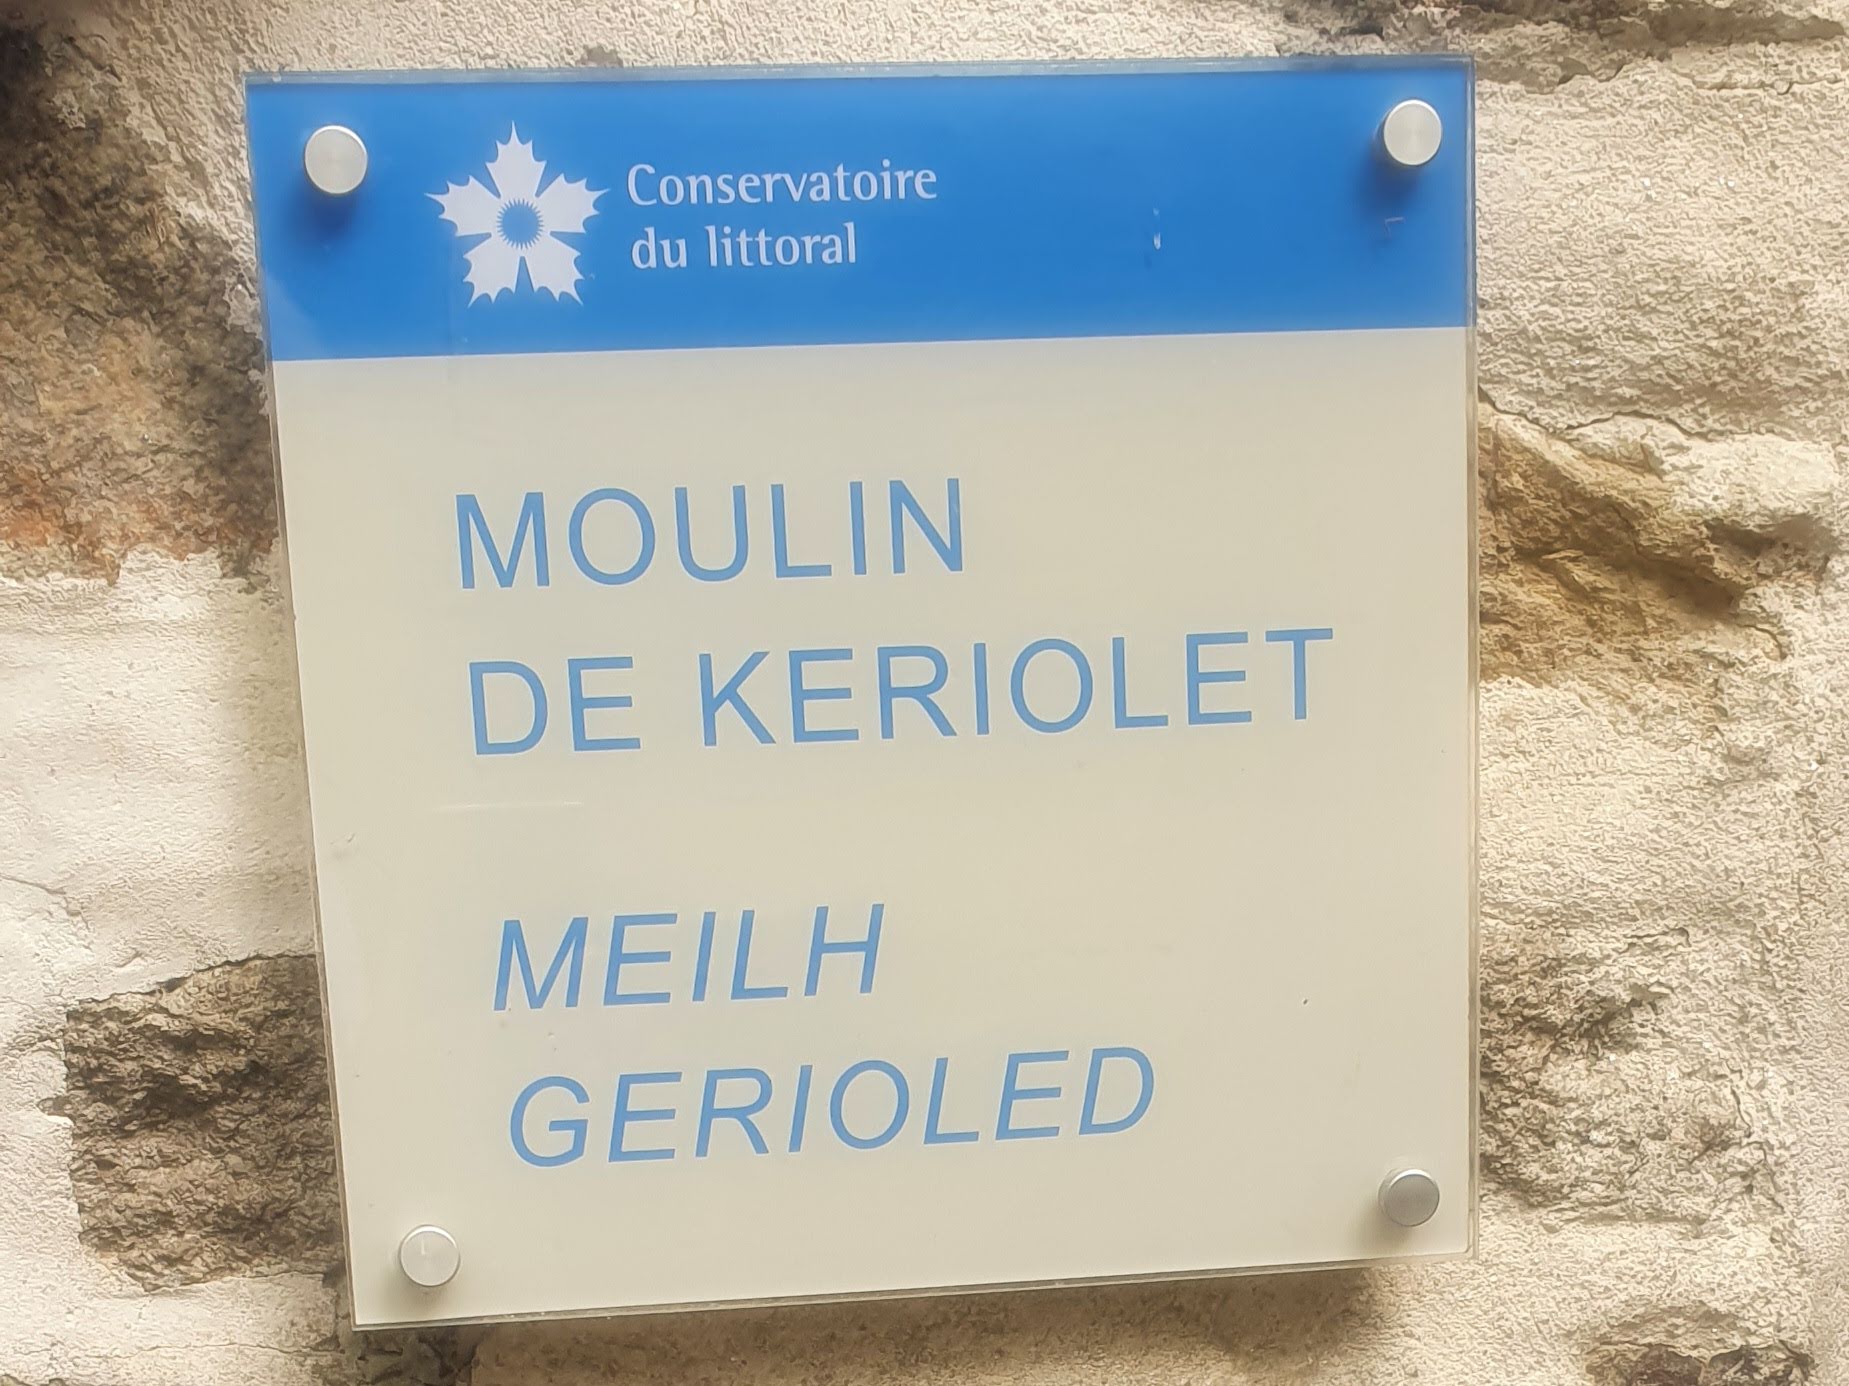 Conservatoire
du littoral
MOULIN
DE KERIOLET
MEILH
GERIOLED